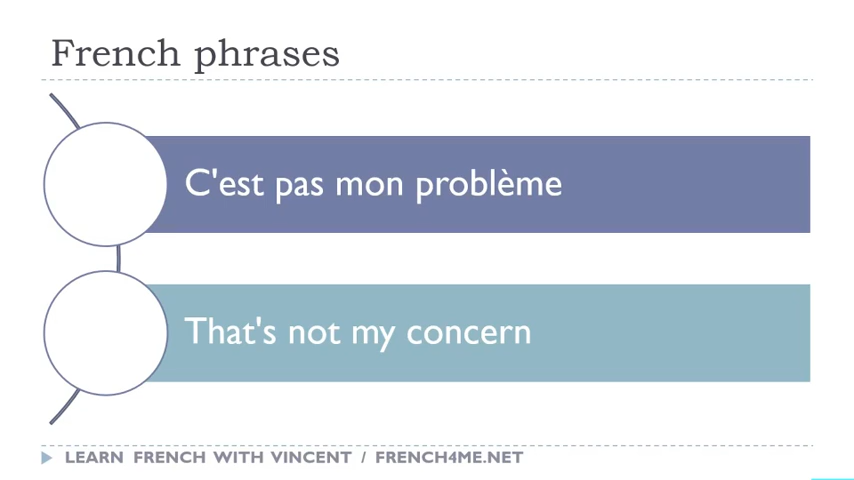 French phrases
C'est pas mon problème
That's not my concern
LEARN FRENCH WITH VINCENT / FRENCH4ME.NET